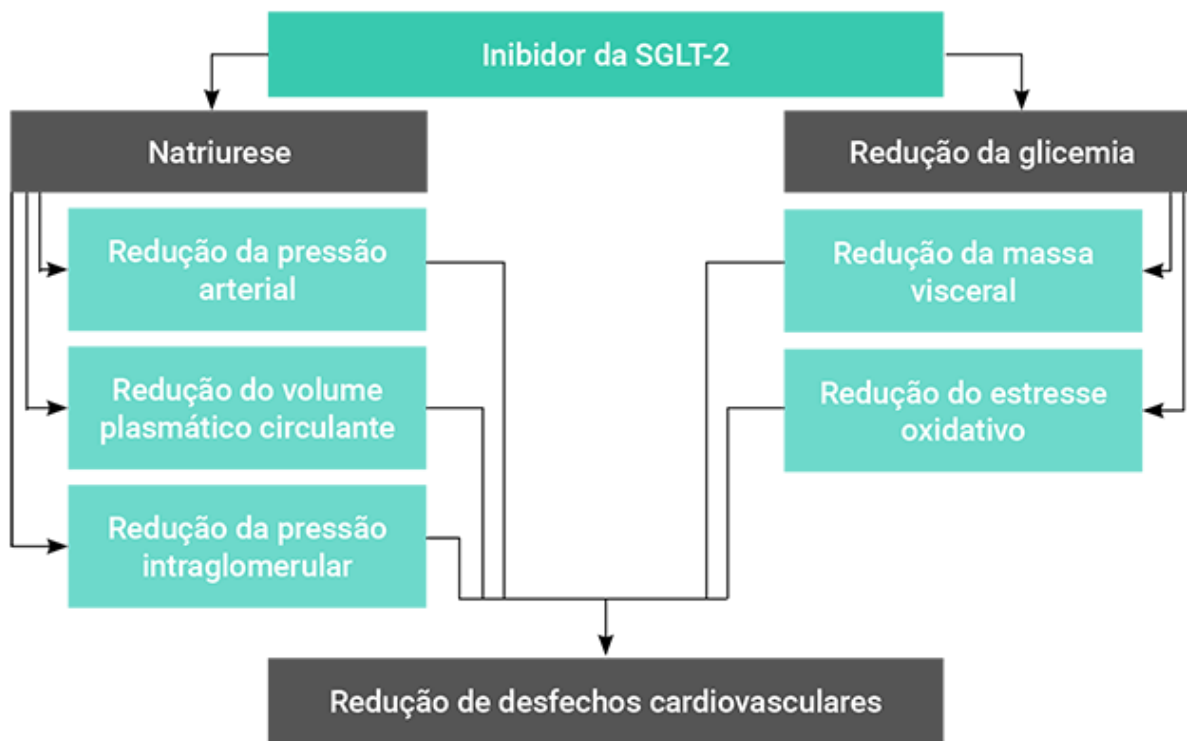 Inibidor da SGLT-2
Natriurese
Redução da glicemia
Redução da pressão
arterial
Redução da massa
visceral
Redução do volume
plasmático circulante
Redução do estresse
oxidativo
Redução da pressão
intraglomerular
Redução de desfechos cardiovasculares